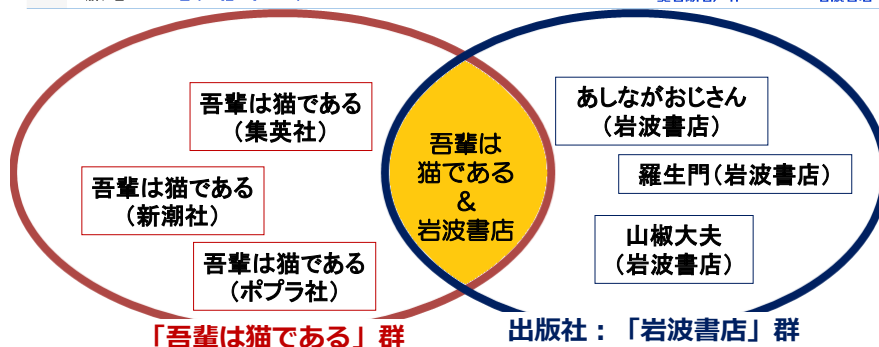 吾輩は猫である
（集英社）
吾輩は猫である
（新潮社）
吾輩は猫である
（ポプラ社）
吾輩は
猫である
&
岩波書店
あしながおじさん
（岩波書店）
羅生門（岩波書店）
山椒大夫
（岩波書店）
「吾輩は猫である」群
出版社：「岩波書店」群